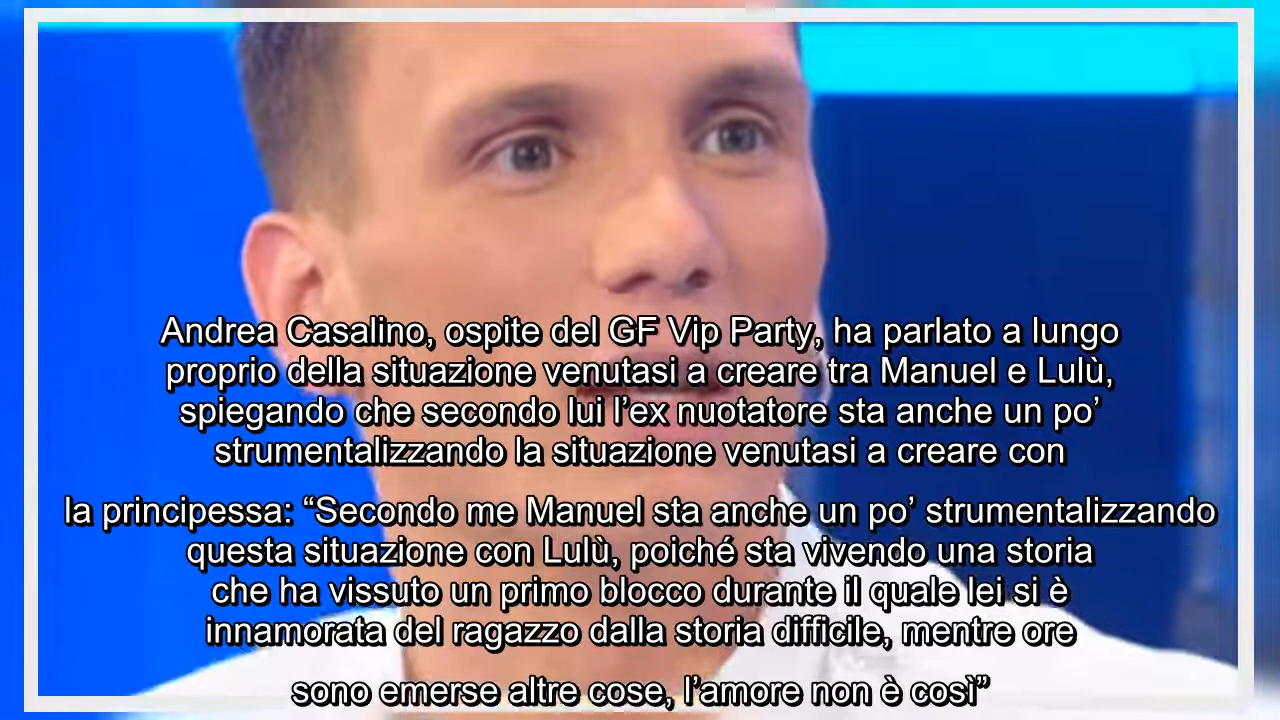 Andrea Casalino, ospite del GF Vip Party, ha parlato a lungo
proprio della situazione venutasi a creare tra Manuel e Lulù,
spiegando che secondo lui l’ex nuotatore sta anche un po’
strumentalizzando la situazione venutasi a creare con
la principessa: “Secondo me Manuel sta anche un po’ strumentalizzando
questa situazione con Lulù, poiché sta vivendo una storia
che ha vissuto un primo blocco durante il quale lei si è
innamorata del ragazzo dalla storia difficile, mentre ore
sono emerse altre cose, l’amore non è così”